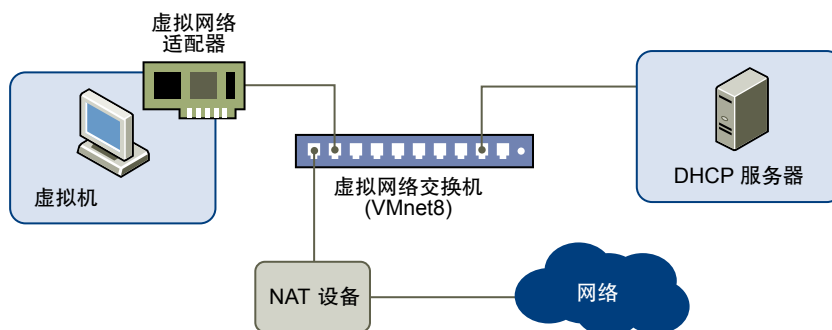 虚拟网络
适配器
虚拟机
虚拟网络交换机
(VMnet8)
DHCP 服务器
NAT 设备
网络